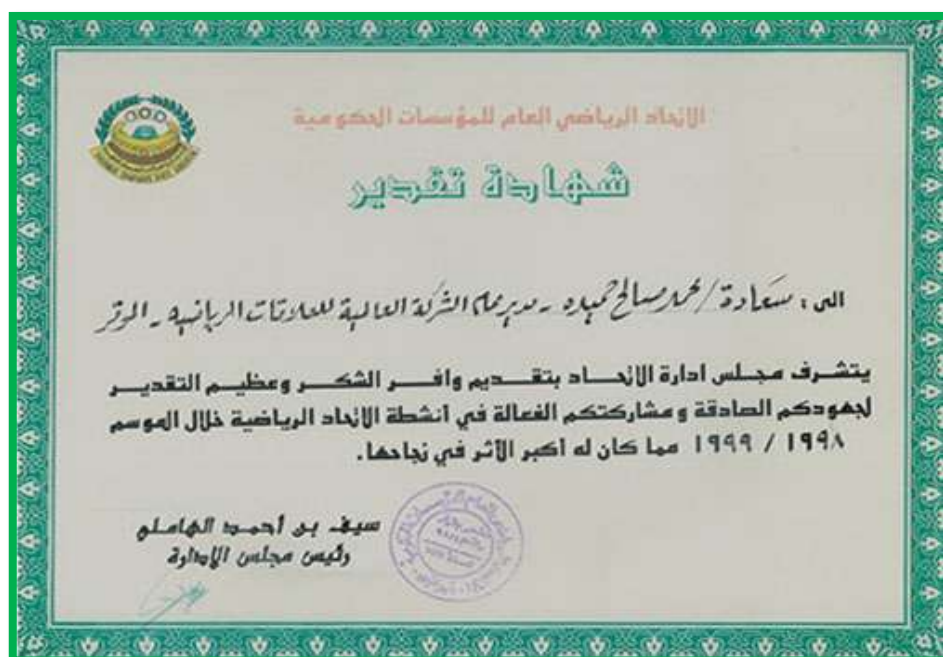 الاتحاد الرياضي العام للمؤسسات الحكومية
شهادة تقدير
الى : سعادة / محمد صالح حميده - مدير عام الشركة العالمية للعلاقات الرياضية - الموقر
يتشرف مجلس ادارة الاتحاد بتقديم وافر الشكر وعظيم التقدير
لجهودكم الصادقة ومشاركتكم الفعالة في انشطة الاتحاد الرياضية خلال الموسم
١٩٩٨ / ١٩٩٩ مما كان له أكبر الأثر في نجاحها .
سيف بن أحمد الهاملي
رئيس مجلس الإدارة